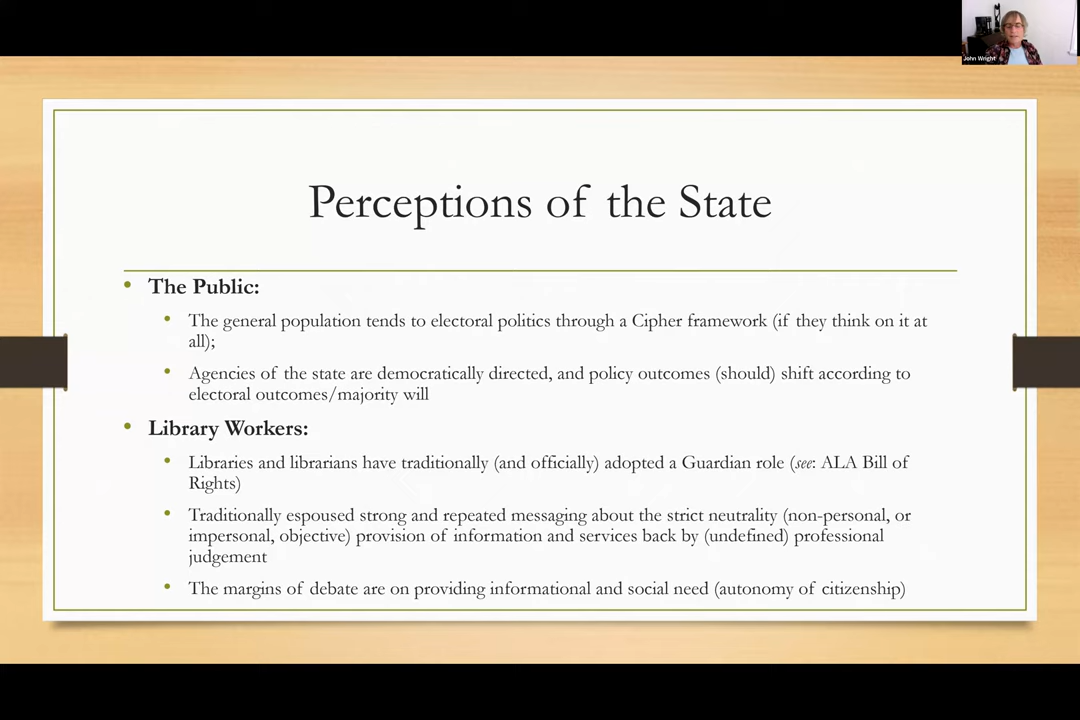 John Wright
Perceptions of the State
• The Public:
• The general population tends to electoral politics through a Cipher framework (if they think on it at
all);
• Agencies of the state are democratically directed, and policy outcomes (should) shift according to
electoral outcomes/majority will
• Library Workers:
• Libraries and librarians have traditionally (and officially) adopted a Guardian role (see: ALA Bill of
Rights)
• Traditionally espoused strong and repeated messaging about the strict neutrality (non-personal, or
impersonal, objective) provision of information and services back by (undefined) professional
judgement
• The margins of debate are on providing informational and social need (autonomy of citizenship)